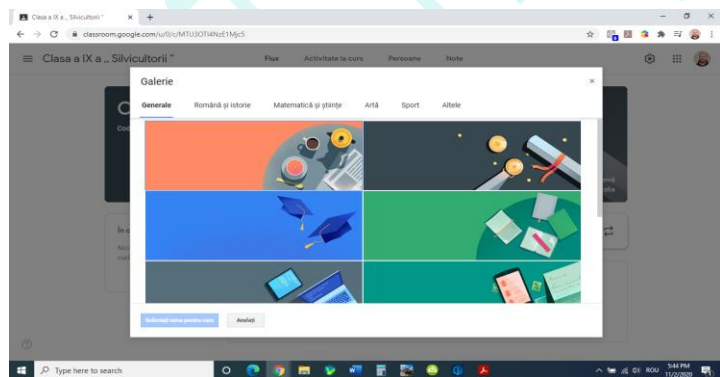 Clasa a IX a ,, Silvicultorii "
classroom.google.com/u/0/c/MTU3OTI4NzE1Mjc5
Clasa a IX a ,, Silvicultorii "
Flux Activitate la curs Persoane Note
Galerie
Generale Română și istorie Matematică și științe Artă Sport Altele
Selectați tema pentru curs Anulați
Type here to search
ROU
5:44 PM
11/2/2020